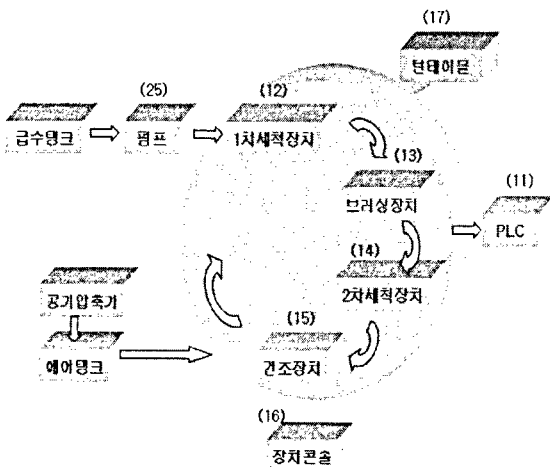 (17)
턴테이블
(25)
(12)
급수탱크
펌프
1차세척장치
(13)
브러싱장치
(11)
PLC
(14)
2차세척장치
공기압축기
(15)
에어탱크
건조장치
(16)
장치콘솔